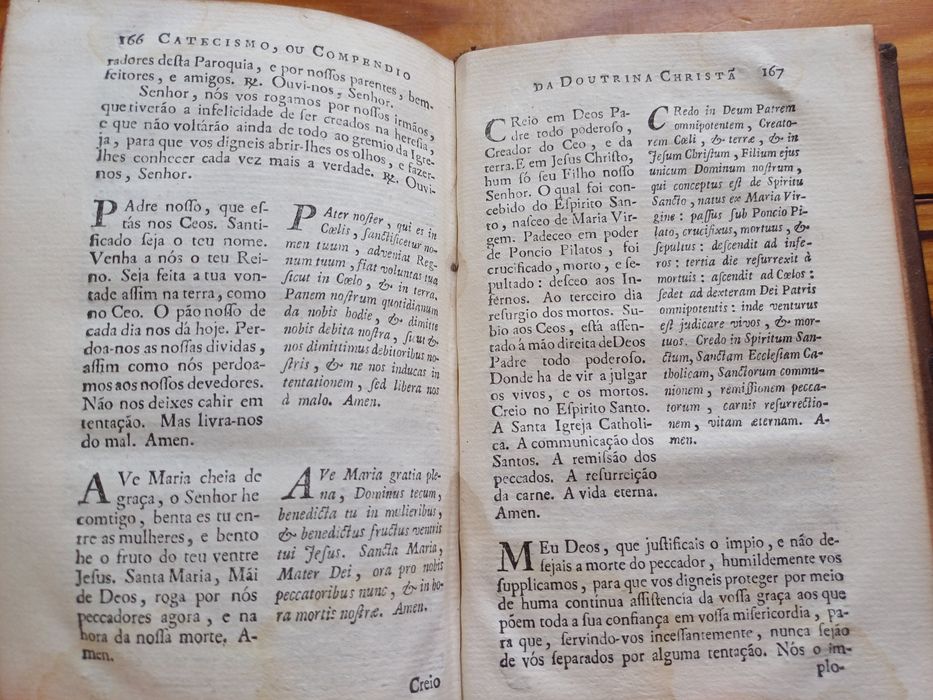 166 CATECISMO, OU COMPENDIO
radores deſta Paroquia, e por noſſos parentes, bem-
feitores, e amigos. ℟. Ouvi-nos, Senhor.
Senhor, nós vos rogamos por noſſos irmãos,
que tiverão a infelicidade de ſer creados na hereſia,
e que não voltárão ainda de todo ao gremio da Igre-
ja, para que vos digneis abrir-lhes os olhos, e fazer-
lhes conhecer cada vez mais a verdade. ℟. Ouvi-
nos, Senhor.
PAdre noſſo, que eſ-
tás nos Ceos. Santi-
ficado ſeja o teu nome.
Venha a nós o teu Rei-
no. Seja feita a tua von-
tade aſſim na terra, como
no Ceo. O pão noſſo de
cada dia nos dá hoje. Perdo-
doa-nos as noſſas dividas,
aſſim como nós perdoa-
mos aos noſſos devedores.
Não nos deixes cahir em
tentação. Mas livra-nos
do mal. Amen.
PAter noſter, qui es in
Cœlis, ſanctificetur no-
men tuum, adveniat Reg-
num tuum, fiat voluntas tua
ſicut in Cœlo, & in terra.
Panem noſtrum quotidianum
da nobis hodie, & dimitte
nobis debita noſtra, ſicut &
nos dimittimus debitoribus no-
ſtris, & ne nos inducas in
tentationem, ſed libera nos
à malo. Amen.
AVe Maria cheia de
graça, o Senhor he
comtigo, benta es tu en-
tre as mulheres, e bento
he o fruto do teu ventre
Jeſus. Santa Maria, Mãi
de Deos, roga por nós
peccadores agora, e na
hora da noſſa morte. A-
men.
AVe Maria gratia ple-
na, Dominus tecum,
benedicta tu in mulieribus,
& benedictus fructus ventris
tui Jeſus. Sancta Maria,
Mater Dei, ora pro nobis
peccatoribus nunc, & in ho-
ra mortis noſtræ. Amen.
Creio
DA DOUTRINA CHRISTÃ 167
CReio em Deos Pa-
dre todo poderoſo,
Creador do Ceo, e da
terra. E em Jeſus Chriſto,
hum ſó ſeu Filho noſſo
Senhor. O qual foi con-
cebido do Eſpirito San-
to, naſceo de Maria Vir-
gem. Padeceo em poder
de Poncio Pilatos, foi
crucificado, morto, e ſe-
pultado: deſceo aos In-
férnos. Ao terceiro dia
reſurgio dos mortos. Su-
bio aos Ceos, eſtá aſſen-
tado á mão direita de Deos
Padre todo poderoſo.
Donde ha de vir a julgar
os vivos, e os mortos.
Creio no Eſpirito Santo.
A Santa Igreja Catholi-
ca. A communicação dos
Santos. A remiſsão dos
peccados. A reſurreição
da carne. A vida eterna.
Amen.
CRedo in Deum Patrem
omnipotentem, Creato-
rem Cœli, & terræ, & in
Jeſum Chriſtum, Filium ejus
unicum Dominum noſtrum,
qui conceptus eſt de Spiritu
Sancto, natus ex Maria Vir-
gine: paſſus ſub Poncio Pi-
lato, crucifixus, mortuus, &
ſepultus: deſcendit ad infe-
ros: tertia die reſurrexit à
mortuis: aſcendit ad Cœlos:
ſedet ad dexteram Dei Patris
omnipotentis: inde venturus
eſt judicare vivos, & mor-
tuos. Credo in Spiritum San-
ctum, Sanctam Eccleſiam Ca-
tholicam, Sanctorum commu-
nionem, remiſſionem pecca-
torum, carnis reſurrectio-
nem, vitam æternam. A-
men.
MEu Deos, que juſtificais o impio, e não de-
ſejais a morte do peccador, humildemente vos
ſupplicamos, para que vos digneis proteger por meio
de huma contínua aſſiſtencia da voſſa graça aos que
põem toda a ſua confiança em voſſa miſericordia, pa-
ra que, ſervindo-vos inceſſantemente, nunca ſejão
de vós ſeparados por alguma tentação. Nós o im-
plo-